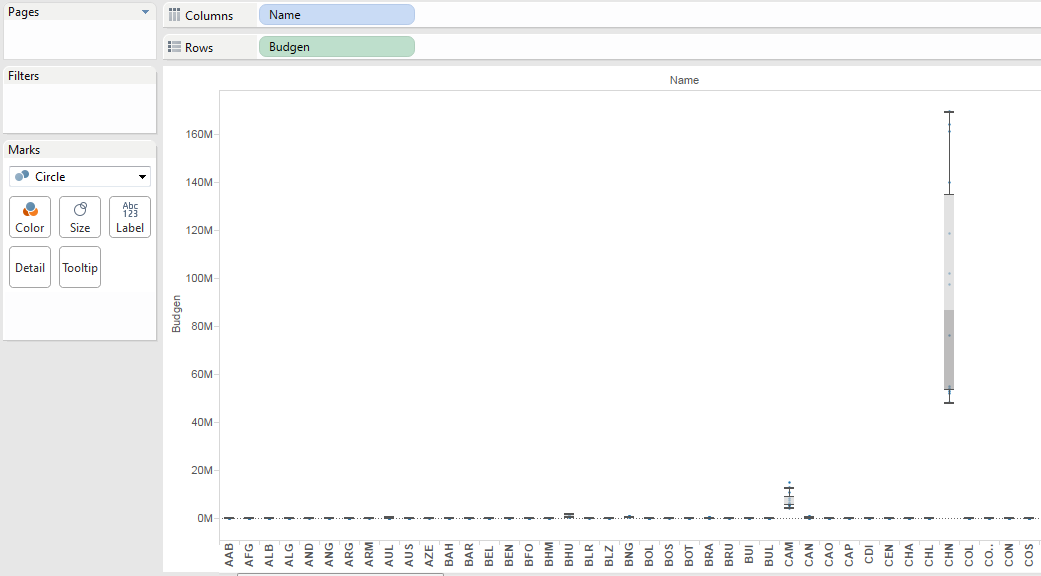 Pages
Columns
Name
Rows
Budgen
Filters
Marks
Circle
Color
Size
Abc
123
Label
Detail
Tooltip
Name
Budgen
160M
140M
120M
100M
80M
60M
40M
20M
0M
AAB AFG ALB ALG AND ANG ARG ARM AUL AUS AZE BAH BAR BEL BEN BFO BHM BHU BLR BLZ BNG BOL BOS BOT BRA BRU BUI BUL CAM CAN CAO CAP CDI CEN CHA CHL CHN COL CO.. CON COS